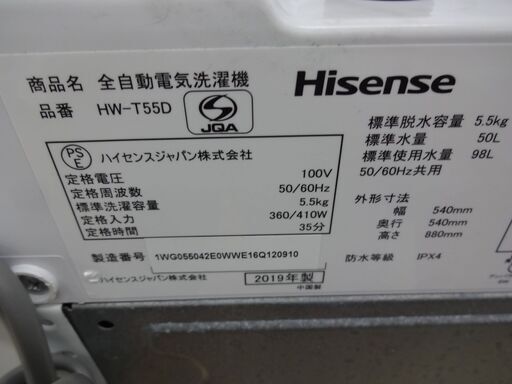 商品名 全自動電気洗濯機
品番 HW-T55D
JQA
Hisense
PS
E
ハイセンスジャパン株式会社
定格電圧 100V
定格周波数 50/60Hz
標準洗濯容量 5.5kg
定格入力 360/410W
定格時間 35分
製造番号 1WG055042E0WWE16Q120910
ハイセンスジャパン株式会社
2019年製
中国製
標準脱水容量 5.5kg
標準水量 50L
標準使用水量 98L
50/60Hz共用
外形寸法
幅 540mm
奥行 540mm
高さ 880mm
防水等級 IPX4